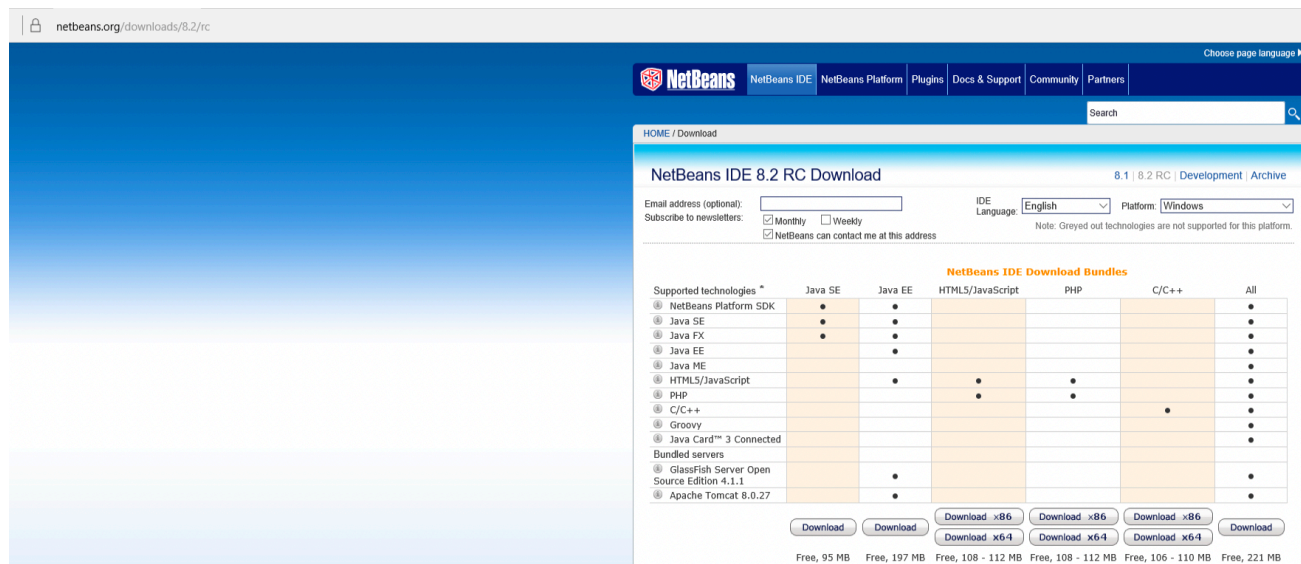 netbeans.org/downloads/8.2/rc
Choose page language
NetBeans
NetBeans IDE NetBeans Platform Plugins Docs & Support Community Partners
Search
HOME / Download
NetBeans IDE 8.2 RC Download
8.1 | 8.2 RC | Development | Archive
Email address (optional):
IDE Language: English
Platform: Windows
Subscribe to newsletters:
Monthly Weekly
Note: Greyed out technologies are not supported for this platform.
NetBeans can contact me at this address
NetBeans IDE Download Bundles
Supported technologies * Java SE Java EE HTML5/JavaScript PHP C/C++ All
NetBeans Platform SDK • • •
Java SE • • •
Java FX • • •
Java EE • •
Java ME •
HTML5/JavaScript • • • •
PHP • • •
C/C++ • •
Groovy •
Java Card™ 3 Connected •
Bundled servers
GlassFish Server Open
Source Edition 4.1.1 • •
Apache Tomcat 8.0.27 • •
Download Download Download x86 Download x86 Download x86 Download
Download x64 Download x64 Download x64
Free, 95 MB Free, 197 MB Free, 108 - 112 MB Free, 108 - 112 MB Free, 106 - 110 MB Free, 221 MB